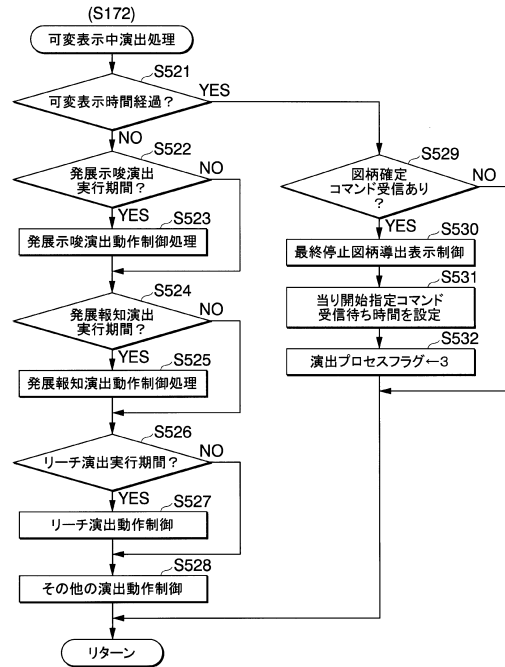 (S172)
可変表示中演出処理
S521
可変表示時間経過？
YES
NO
S522
発展示唆演出
実行期間？
NO
YES
S523
発展示唆演出動作制御処理
S524
発展報知演出
実行期間？
NO
YES
S525
発展報知演出動作制御処理
S526
リーチ演出実行期間？
NO
YES
S527
リーチ演出動作制御
S528
その他の演出動作制御
リターン
S529
図柄確定
コマンド受信あり
？
NO
YES
S530
最終停止図柄導出表示制御
S531
当り開始指定コマンド
受信待ち時間を設定
S532
演出プロセスフラグ←3